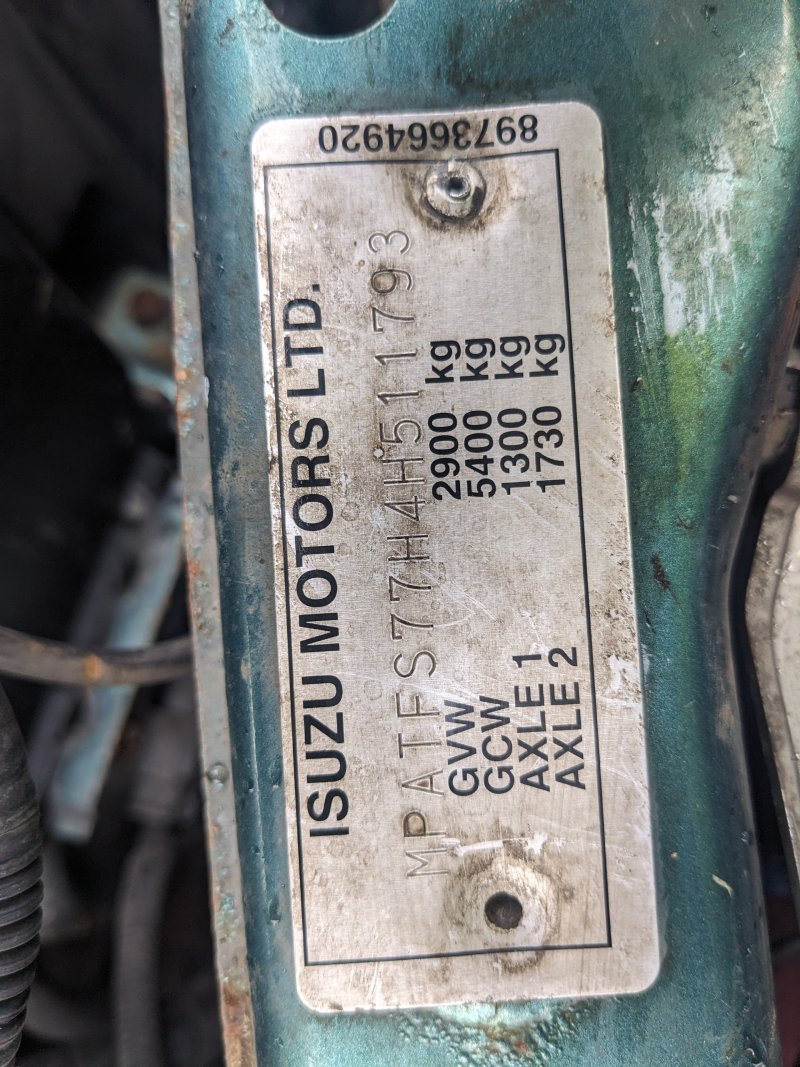 ISUZU MOTORS LTD.
MPATFS77H4H511793
GVW 2900 kg
GCW 5400 kg
AXLE 1 1300 kg
AXLE 2 1730 kg
8973664920